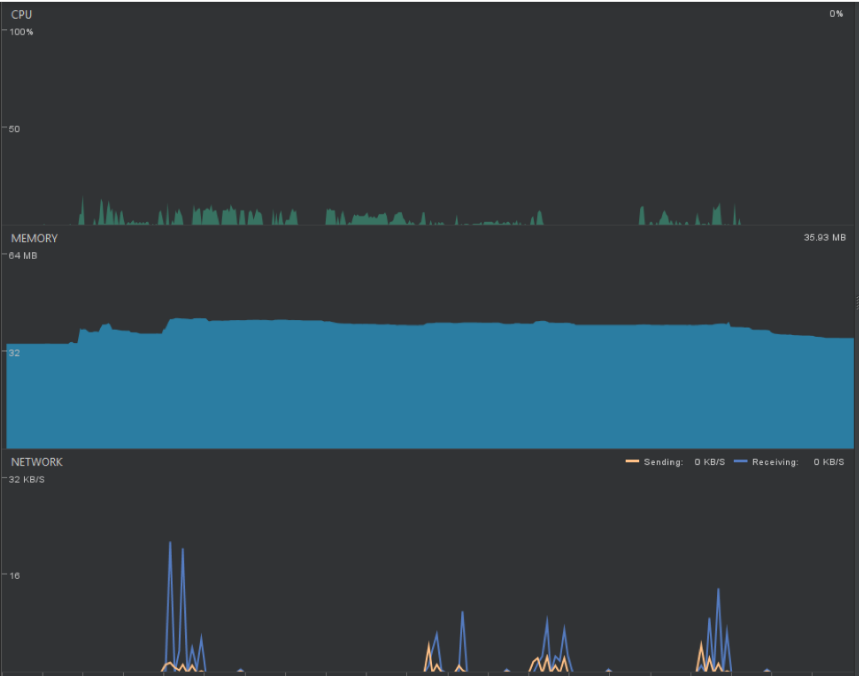 CPU 0%
100%
50
MEMORY 35.93 MB
64 MB
32
NETWORK Sending: 0 KB/S Receiving: 0 KB/S
32 KB/S
16